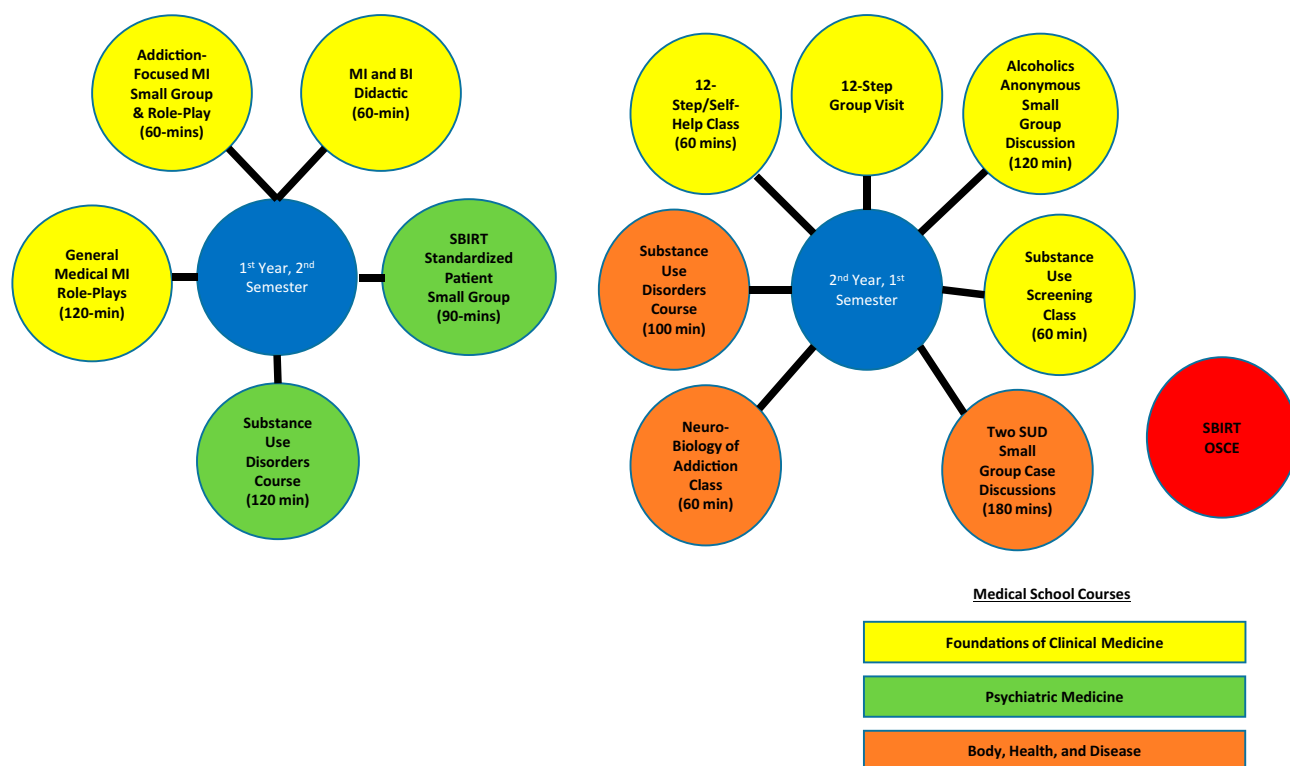 Addiction-
Focused MI
Small Group
& Role-Play
(60-mins)
MI and BI
Didactic
(60-min)
General
Medical MI
Role-Plays
(120-min)
1st Year, 2nd
Semester
SBIRT
Standardized
Patient
Small Group
(90-mins)
Substance
Use
Disorders
Course
(120 min)
12-
Step/Self-
Help Class
(60 mins)
12-Step
Group Visit
Alcoholics
Anonymous
Small
Group
Discussion
(120 min)
Substance
Use
Disorders
Course
(100 min)
2nd Year, 1st
Semester
Substance
Use
Screening
Class
(60 min)
Neuro-
Biology of
Addiction
Class
(60 min)
Two SUD
Small
Group Case
Discussions
(180 mins)
SBIRT
OSCE
Medical School Courses
Foundations of Clinical Medicine
Psychiatric Medicine
Body, Health, and Disease